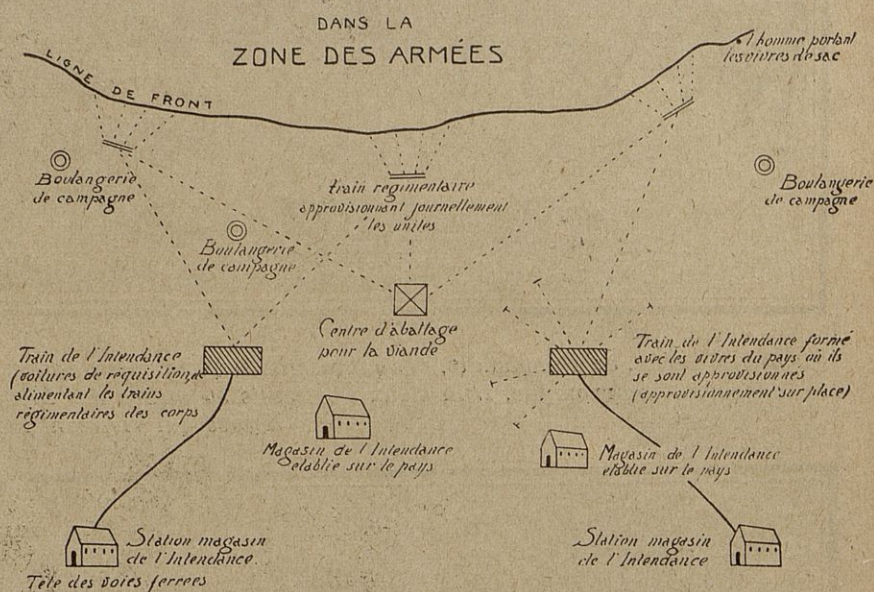 DANS LA
ZONE DES ARMÉES
LIGNE DE FRONT
1 homme portant
les vivres de sac
Boulangerie
de campagne
train régimentaire
approvisionnant journellement
les unités
Boulangerie
de campagne
Boulangerie
de campagne
Centre d'abattage
pour la viande
Train de l'Intendance
(voitures de réquisition)
alimentant les trains
régimentaires des corps
Train de l'Intendance formé
avec les vivres du pays où ils
se sont approvisionnés
(approvisionnement sur place)
Magasin de l'Intendance
établie sur le pays
Magasin de l'Intendance
établie sur le pays
Station magasin
de l'Intendance.
Tête des voies ferrées
Station magasin
de l'Intendance